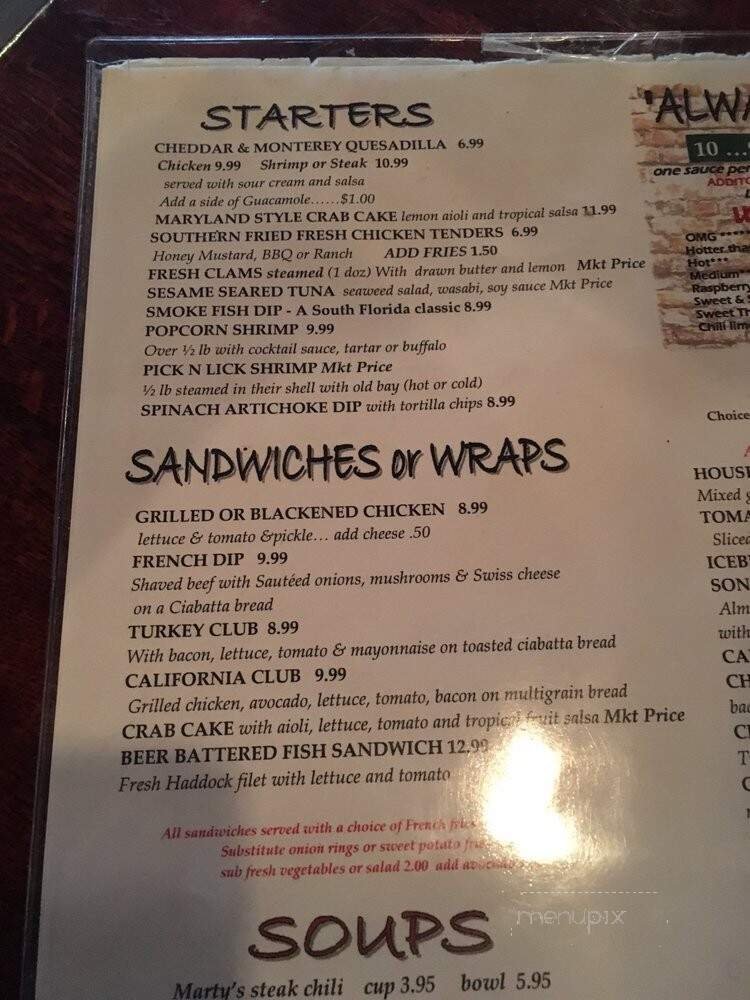 STARTERS
CHEDDAR & MONTEREY QUESADILLA 6.99
Chicken 9.99 Shrimp or Steak 10.99
served with sour cream and salsa
Add a side of Guacamole......$1.00
MARYLAND STYLE CRAB CAKE lemon aioli and tropical salsa 11.99
SOUTHERN FRIED FRESH CHICKEN TENDERS 6.99
Honey Mustard, BBQ or Ranch ADD FRIES 1.50
FRESH CLAMS steamed (1 doz) With drawn butter and lemon Mkt Price
SESAME SEARED TUNA seaweed salad, wasabi, soy sauce Mkt Price
SMOKE FISH DIP - A South Florida classic 8.99
POPCORN SHRIMP 9.99
Over ½ lb with cocktail sauce, tartar or buffalo
PICK N LICK SHRIMP Mkt Price
½ lb steamed in their shell with old bay (hot or cold)
SPINACH ARTICHOKE DIP with tortilla chips 8.99
SANDWICHES or WRAPS
GRILLED OR BLACKENED CHICKEN 8.99
lettuce & tomato &pickle... add cheese .50
FRENCH DIP 9.99
Shaved beef with Sautéed onions, mushrooms & Swiss cheese
on a Ciabatta bread
TURKEY CLUB 8.99
With bacon, lettuce, tomato & mayonnaise on toasted ciabatta bread
CALIFORNIA CLUB 9.99
Grilled chicken, avocado, lettuce, tomato, bacon on multigrain bread
CRAB CAKE with aioli, lettuce, tomato and tropical fruit salsa Mkt Price
BEER BATTERED FISH SANDWICH 12.99
Fresh Haddock filet with lettuce and tomato
All sandwiches served with a choice of French fries
Substitute onion rings or sweet potato
sub fresh vegetables or salad 2.00 add
SOUPS
Marty's steak chili cup 3.95 bowl 5.95
10 ...
one sauce per
OMG *****
Hot***
Medium**
Raspberry
Sweet &
Choice
HOUSE
Mixed
menupix